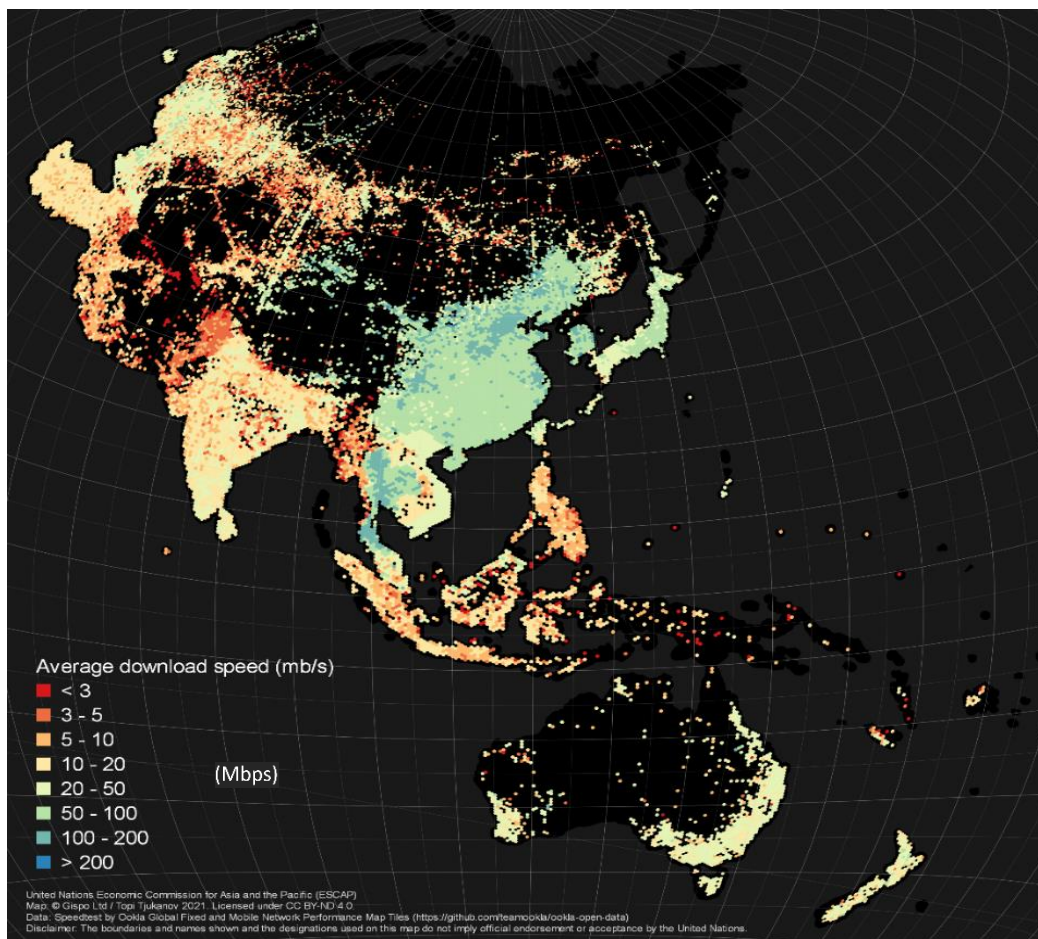 Average download speed (mb/s)
< 3
3 - 5
5 - 10
10 - 20
20 - 50
(Mbps)
50 - 100
100 - 200
> 200
United Nations Economic Commission for Asia and the Pacific (ESCAP)
Map: © Gispo Ltd / Topi Tjukanov 2021. Licensed under CC BY-ND 4.0
Data: Speedtest by Ookla Global Fixed and Mobile Network Performance Map Tiles (https://github.com/teamookla/ookla-open-data)
Disclaimer: The boundaries and names shown and the designations used on this map do not imply official endorsement or acceptance by the United Nations.